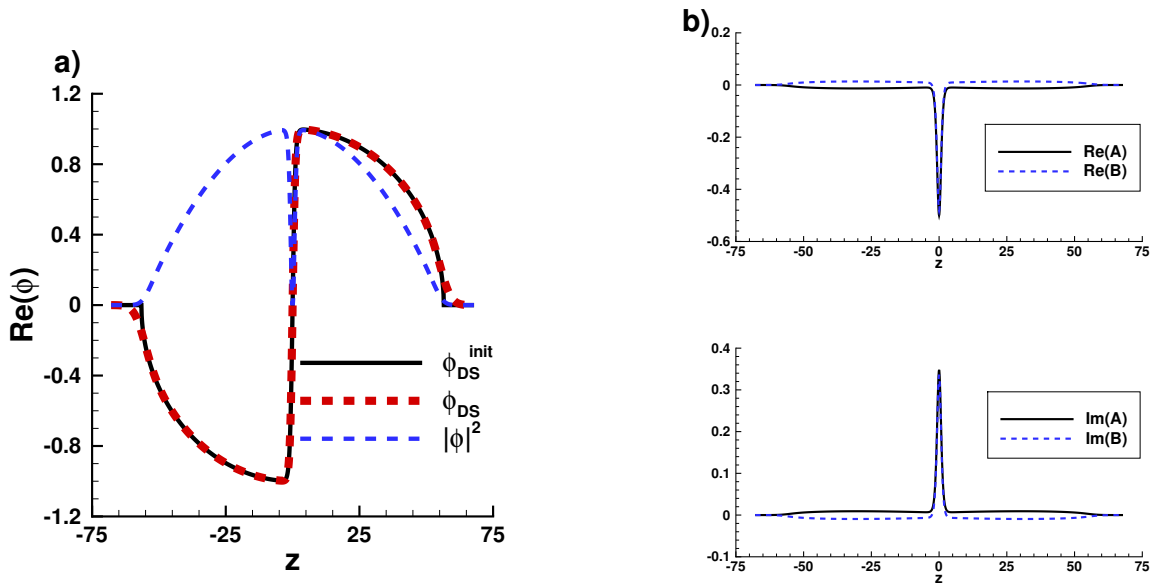 a)
Re(ϕ)
1.2
0.8
0.4
0
-0.4
-0.8
-1.2
-75 -25 25 75
z
ϕ_DS^init
ϕ_DS
|ϕ|^2
b)
0.2
0
-0.2
-0.4
-0.6
-75 -50 -25 0 25 50 75
z
Re(A)
Re(B)
0.4
0.3
0.2
0.1
0
-0.1
-75 -50 -25 0 25 50 75
z
Im(A)
Im(B)